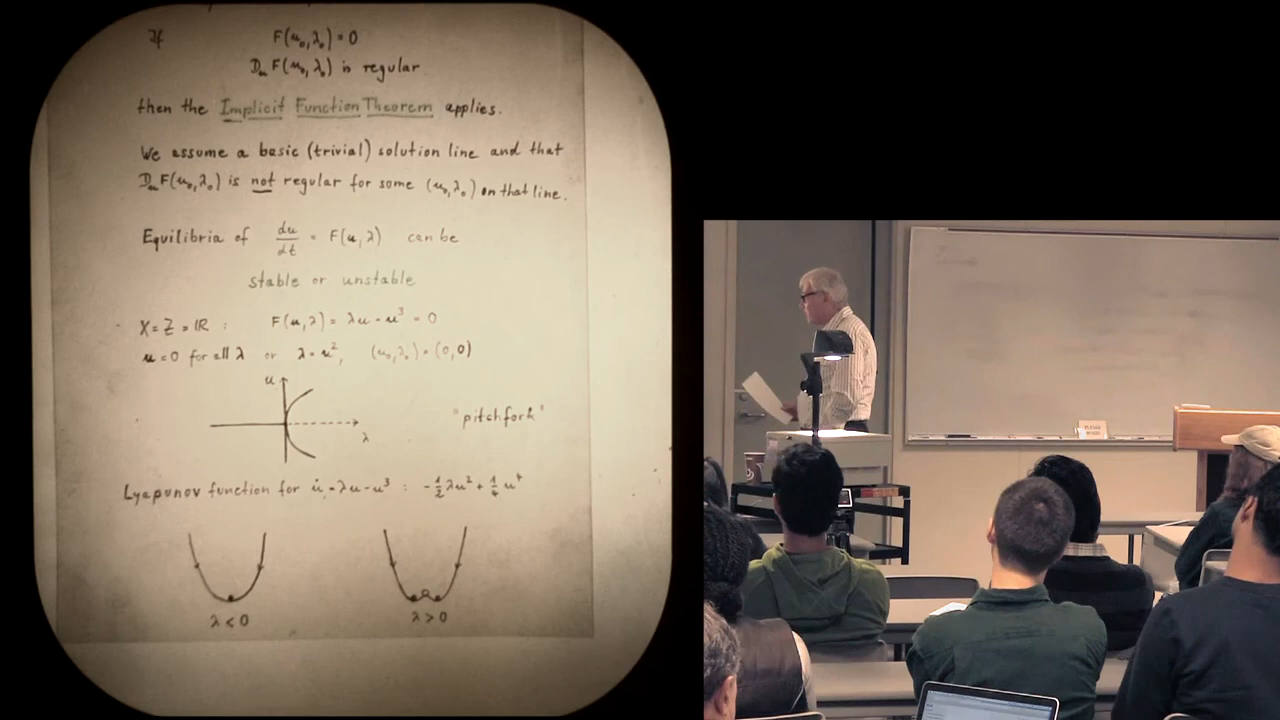 If F(u₀,λ₀) = 0
DᵤF(u₀,λ₀) is regular
then the Implicit Function Theorem applies.
We assume a basic (trivial) solution line and that
DᵤF(u₀,λ₀) is not regular for some (u₀,λ₀) on that line.
Equilibria of du/dt = F(u,λ) can be
stable or unstable
X = Z = ℝ : F(u,λ) = λu - u³ = 0
u = 0 for all λ or λ = u², (u₀,λ₀) = (0,0)
u
λ
"pitchfork"
Lyapunov function for u̇ = λu - u³ : -½λu² + ¼u⁴
λ < 0 λ > 0
PLEASE